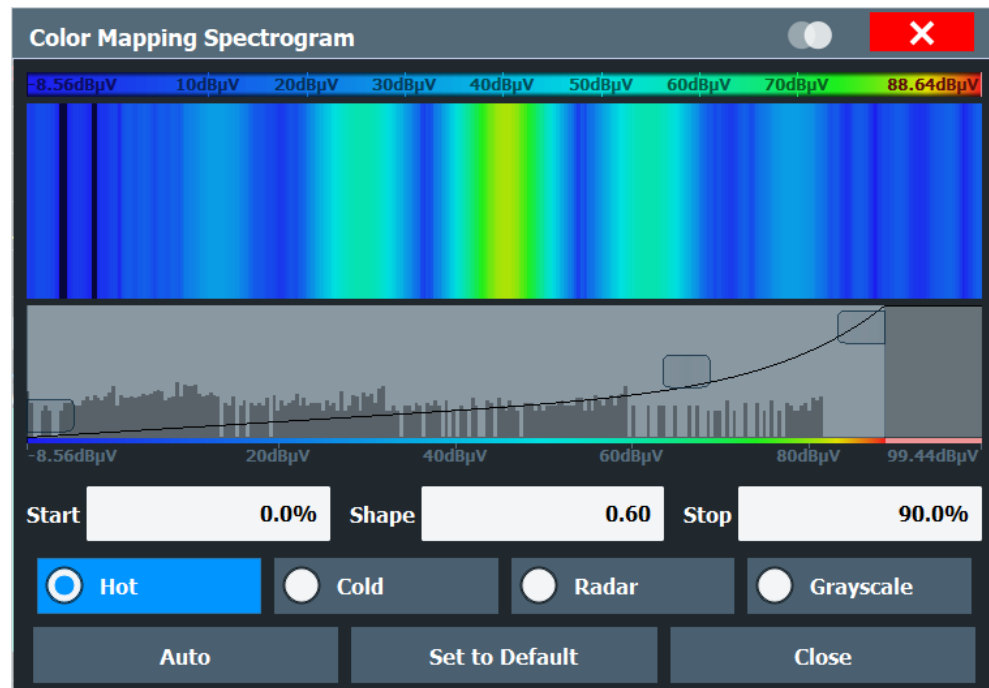 Color Mapping Spectrogram
-8.56dBµV 10dBµV 20dBµV 30dBµV 40dBµV 50dBµV 60dBµV 70dBµV 88.64dBµV
-8.56dBµV 20dBµV 40dBµV 60dBµV 80dBµV 99.44dBµV
Start 0.0% Shape 0.60 Stop 90.0%
Hot Cold Radar Grayscale
Auto Set to Default Close